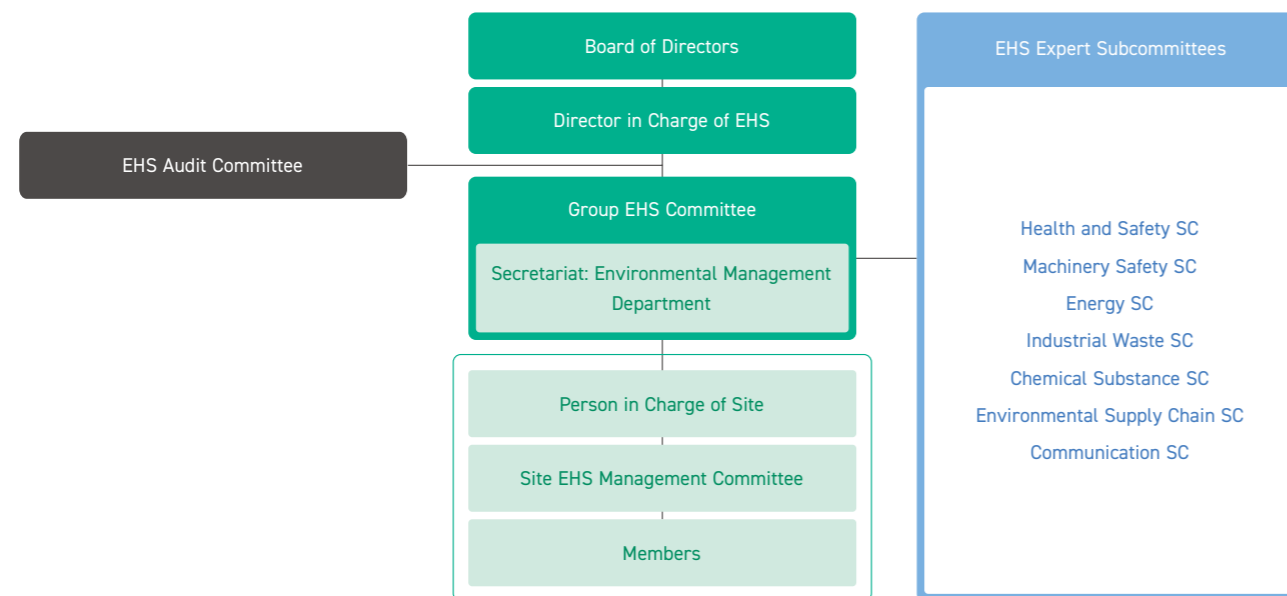 Board of Directors
Director in Charge of EHS
EHS Audit Committee
Group EHS Committee
Secretariat: Environmental Management
Department
Person in Charge of Site
Site EHS Management Committee
Members
EHS Expert Subcommittees
Health and Safety SC
Machinery Safety SC
Energy SC
Industrial Waste SC
Chemical Substance SC
Environmental Supply Chain SC
Communication SC